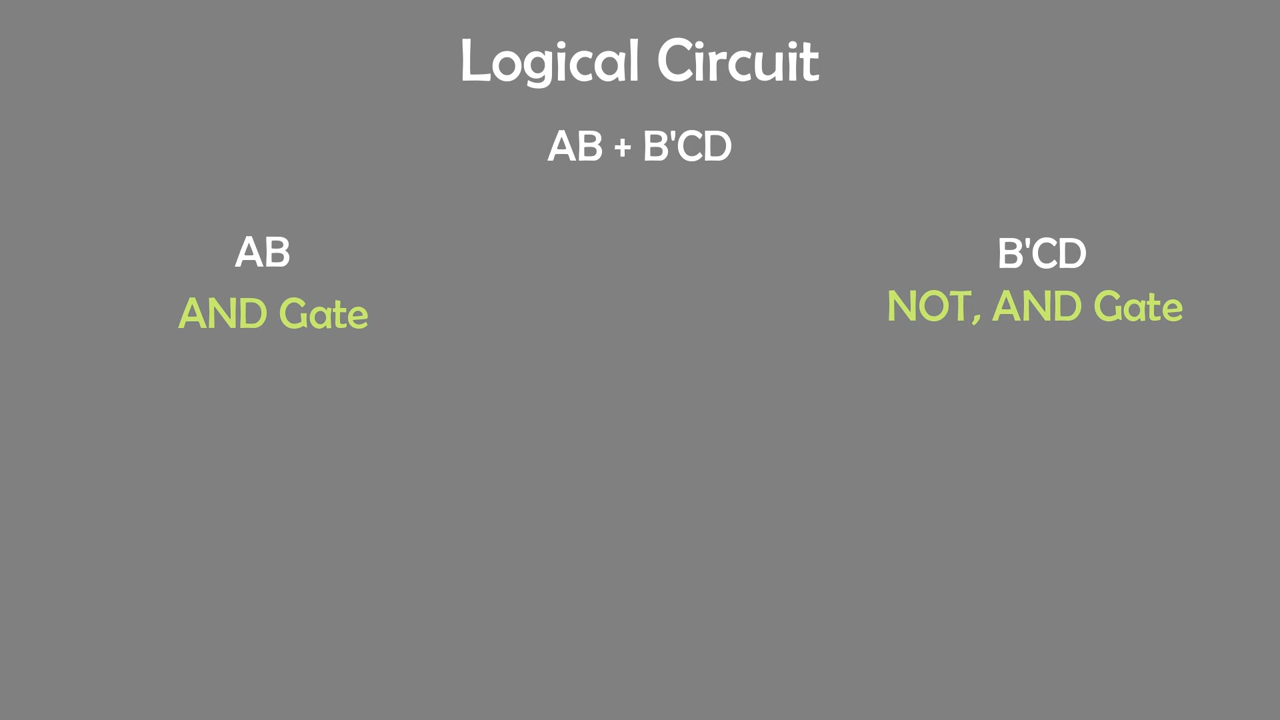 Logical Circuit
AB + B'CD
AB
AND Gate
B'CD
NOT, AND Gate